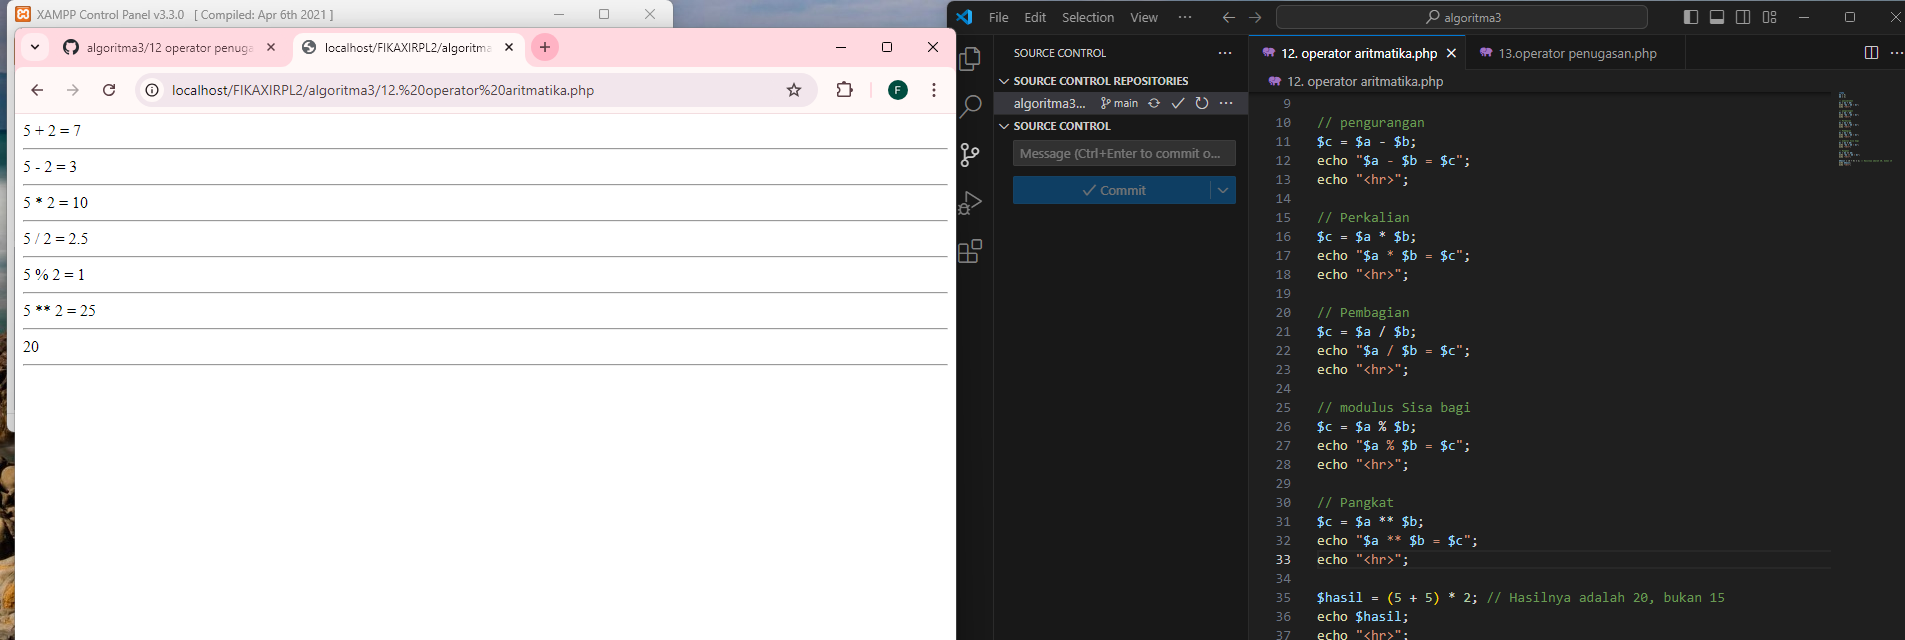 XAMPP Control Panel v3.3.0 [ Compiled: Apr 6th 2021 ]
algoritma3/12 operator penuga
localhost/FIKAXIRPL2/algoritma
localhost/FIKAXIRPL2/algoritma3/12.%20operator%20aritmatika.php
F
5 + 2 = 7
5 - 2 = 3
5 * 2 = 10
5 / 2 = 2.5
5 % 2 = 1
5 ** 2 = 25
20
File Edit Selection View ···
algoritma3
SOURCE CONTROL
SOURCE CONTROL REPOSITORIES
algoritma3... main
SOURCE CONTROL
Message (Ctrl+Enter to commit o...
Commit
12. operator aritmatika.php
13.operator penugasan.php
12. operator aritmatika.php
9
10 // pengurangan
11 $c = $a - $b;
12 echo "$a - $b = $c";
13 echo "<hr>";
14
15 // Perkalian
16 $c = $a * $b;
17 echo "$a * $b = $c";
18 echo "<hr>";
19
20 // Pembagian
21 $c = $a / $b;
22 echo "$a / $b = $c";
23 echo "<hr>";
24
25 // modulus Sisa bagi
26 $c = $a % $b;
27 echo "$a % $b = $c";
28 echo "<hr>";
29
30 // Pangkat
31 $c = $a ** $b;
32 echo "$a ** $b = $c";
33 echo "<hr>";
34
35 $hasil = (5 + 5) * 2; // Hasilnya adalah 20, bukan 15
36 echo $hasil;
37 echo "<hr>";